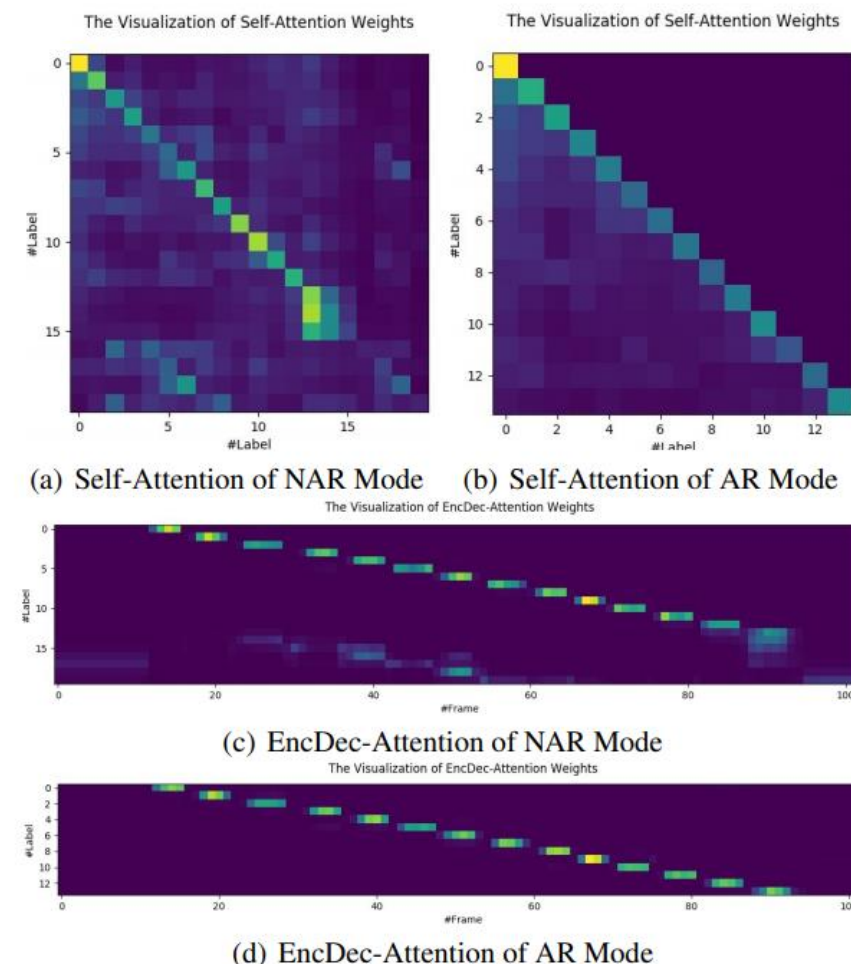 The Visualization of Self-Attention Weights
0
5
10
15
#Label
0 5 10 15
#Label
(a) Self-Attention of NAR Mode
The Visualization of Self-Attention Weights
0
2
4
6
8
10
12
#Label
0 2 4 6 8 10 12
#Label
(b) Self-Attention of AR Mode
The Visualization of EncDec-Attention Weights
0
5
10
15
#Label
0 20 40 60 80 100
#Frame
(c) EncDec-Attention of NAR Mode
The Visualization of EncDec-Attention Weights
0
2
4
6
8
10
12
#Label
0 20 40 60 80 100
#Frame
(d) EncDec-Attention of AR Mode